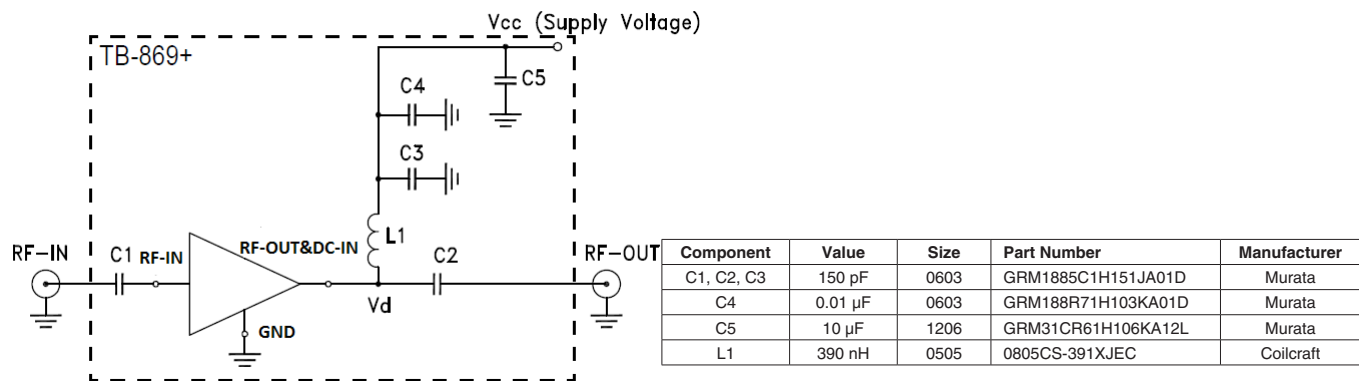 Vcc (Supply Voltage)
TB-869+
C5
C4
C3
L1
RF-IN
C1
RF-IN
RF-OUT&DC-IN
C2
RF-OUT
Vd
GND
Component Value Size Part Number Manufacturer
C1, C2, C3 150 pF 0603 GRM1885C1H151JA01D Murata
C4 0.01 µF 0603 GRM188R71H103KA01D Murata
C5 10 µF 1206 GRM31CR61H106KA12L Murata
L1 390 nH 0505 0805CS-391XJEC Coilcraft